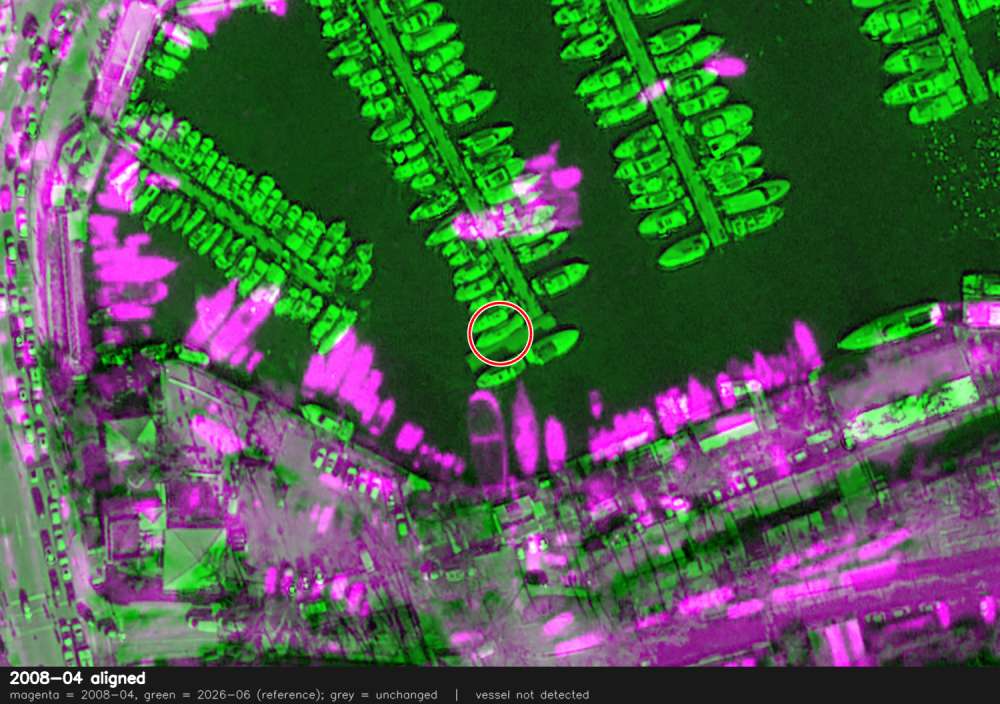 2008-04 aligned
magenta = 2008-04, green = 2026-06 (reference); grey = unchanged | vessel not detected